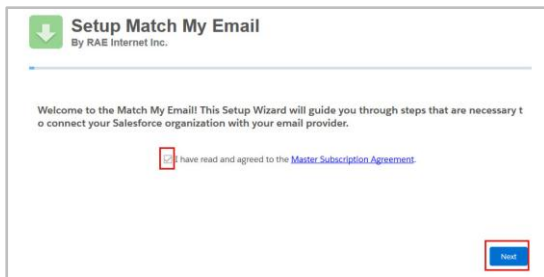 Setup Match My Email
By RAE Internet Inc.
Welcome to the Match My Email! This Setup Wizard will guide you through steps that are necessary t
o connect your Salesforce organization with your email provider.
I have read and agreed to the Master Subscription Agreement.
Next